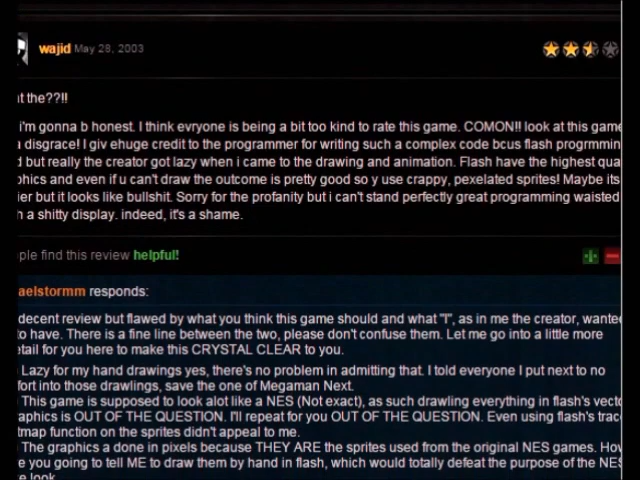 wajid May 28, 2003
t the??!!
i'm gonna b honest. I think evryone is being a bit too kind to rate this game. COMON!! look at this game
disgrace! I giv ehuge credit to the programmer for writing such a complex code bcus flash progrmmin
but really the creator got lazy when i came to the drawing and animation. Flash have the highest qua
phics and even if u can't draw the outcome is pretty good so y use crappy, pexelated sprites! Maybe its
ier but it looks like bullshit. Sorry for the profanity but i can't stand perfectly great programming waisted
h a shitty display. indeed, it's a shame.
ple find this review helpful!
aelstormm responds:
decent review but flawed by what you think this game should and what "I", as in me the creator, wante
to have. There is a fine line between the two, please don't confuse them. Let me go into a little more
etail for you here to make this CRYSTAL CLEAR to you.
Lazy for my hand drawings yes, there's no problem in admitting that. I told everyone I put next to no
fort into those drawlings, save the one of Megaman Next.
This game is supposed to look alot like a NES (Not exact), as such drawling everything in flash's vecto
aphics is OUT OF THE QUESTION. I'll repeat for you OUT OF THE QUESTION. Even using flash's trac
tmap function on the sprites didn't appeal to me.
The graphics a done in pixels because THEY ARE the sprites used from the original NES games. Hov
e you going to tell ME to draw them by hand in flash, which would totally defeat the purpose of the NES
e look.